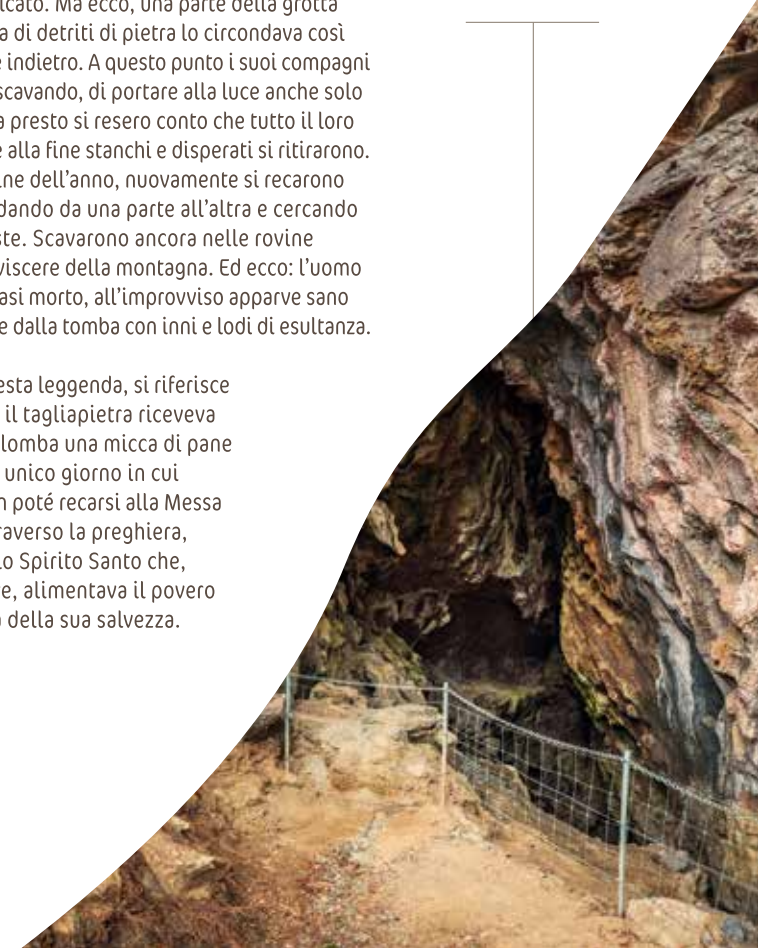 lcato. Ma ecco, una parte della grotta
a di detriti di pietra lo circondava così
e indietro. A questo punto i suoi compagni
scavando, di portare alla luce anche solo
a presto si resero conto che tutto il loro
e alla fine stanchi e disperati si ritirarono.
ne dell’anno, nuovamente si recarono
dando da una parte all’altra e cercando
ste. Scavarono ancora nelle rovine
viscere della montagna. Ed ecco: l’uomo
asi morto, all’improvviso apparve sano
e dalla tomba con inni e lodi di esultanza.
esta leggenda, si riferisce
il tagliapietra riceveva
lomba una micca di pane
unico giorno in cui
n poté recarsi alla Messa
raverso la preghiera,
lo Spirito Santo che,
e, alimentava il povero
a della sua salvezza.